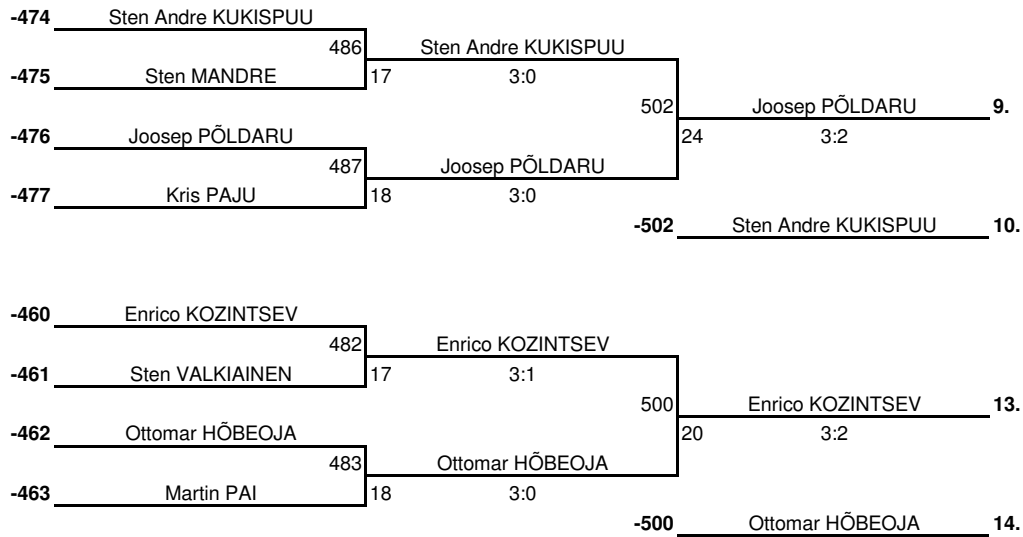 -474 Sten Andre KUKISPUU
486 Sten Andre KUKISPUU
-475 Sten MANDRE 17 3:0
502 Joosep PÕLDARU 9.
-476 Joosep PÕLDARU 24 3:2
487 Joosep PÕLDARU
-477 Kris PAJU 18 3:0
-502 Sten Andre KUKISPUU 10.
-460 Enrico KOZINTSEV
482 Enrico KOZINTSEV
-461 Sten VALKIAINEN 17 3:1
500 Enrico KOZINTSEV 13.
-462 Ottomar HÕBEOJA 20 3:2
483 Ottomar HÕBEOJA
-463 Martin PAI 18 3:0
-500 Ottomar HÕBEOJA 14.